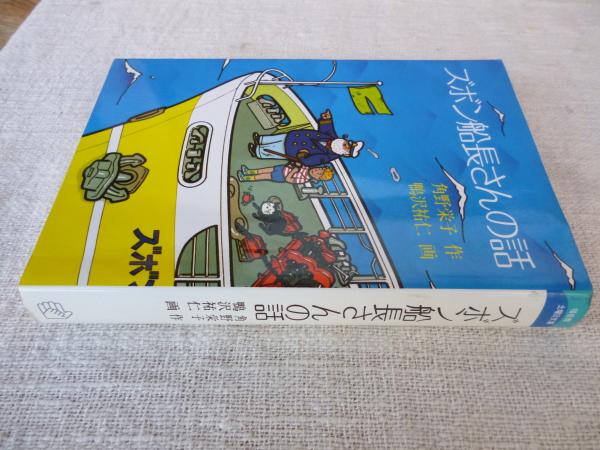 ズボン船長さんの話
角野栄子 作
鴨沢祐仁 画
ズボン
ズボン船長さんの話
角野栄子 作
鴨沢祐仁 画